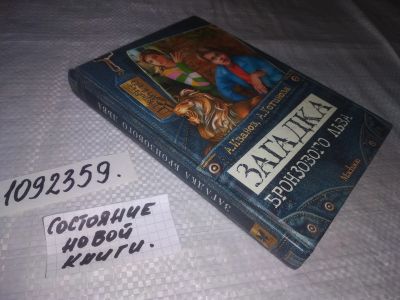 А.Иванов, А.Устинова
ЗАГАДКА
БРОНЗОВОГО ЛЬВА
ЗАГАДКА БРОНЗОВОГО ЛЬВА
1092359.
СОСТОЯНИЕ
НОВОЙ
КНИГИ.